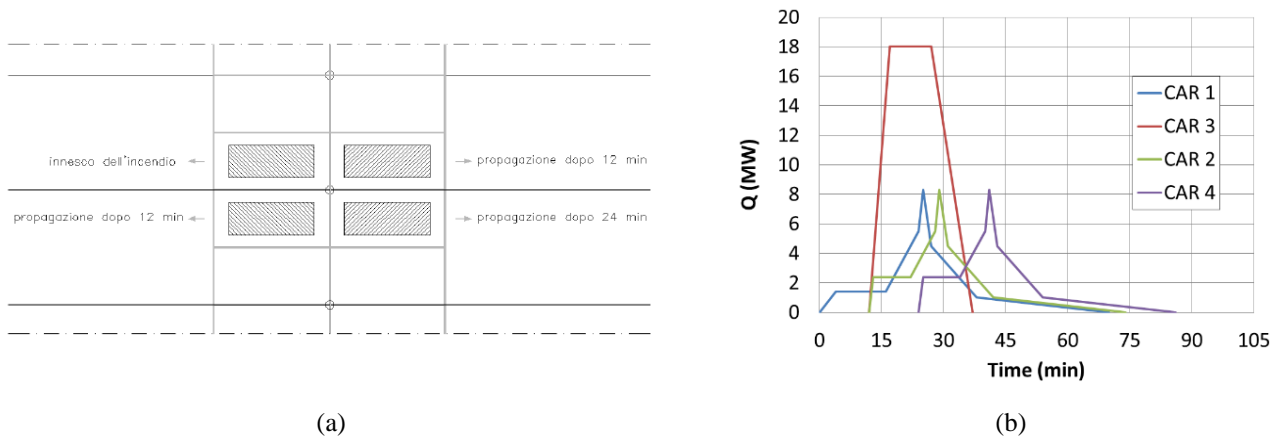 innesco dell'incendio
propagazione dopo 12 min
propagazione dopo 12 min
propagazione dopo 24 min
(a)
Q (MW)
20
18
16
14
12
10
8
6
4
2
0
0 15 30 45 60 75 90 105
Time (min)
CAR 1
CAR 3
CAR 2
CAR 4
(b)